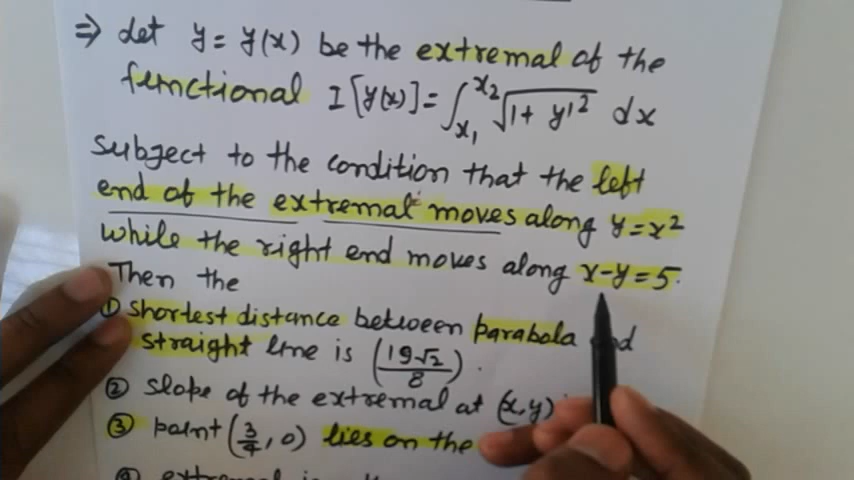 ⇒ Let y = y(x) be the extremal of the
functional I[y(x)] = ∫_{x₁}^{x₂} √(1 + y'²) dx
subject to the condition that the left
end of the extremal moves along y = x²
while the right end moves along x-y=5.
Then the
① shortest distance between parabola and
straight line is (19√2/8).
② slope of the extremal at (x,y)
③ point (3/4, 0) lies on the
④ extremal